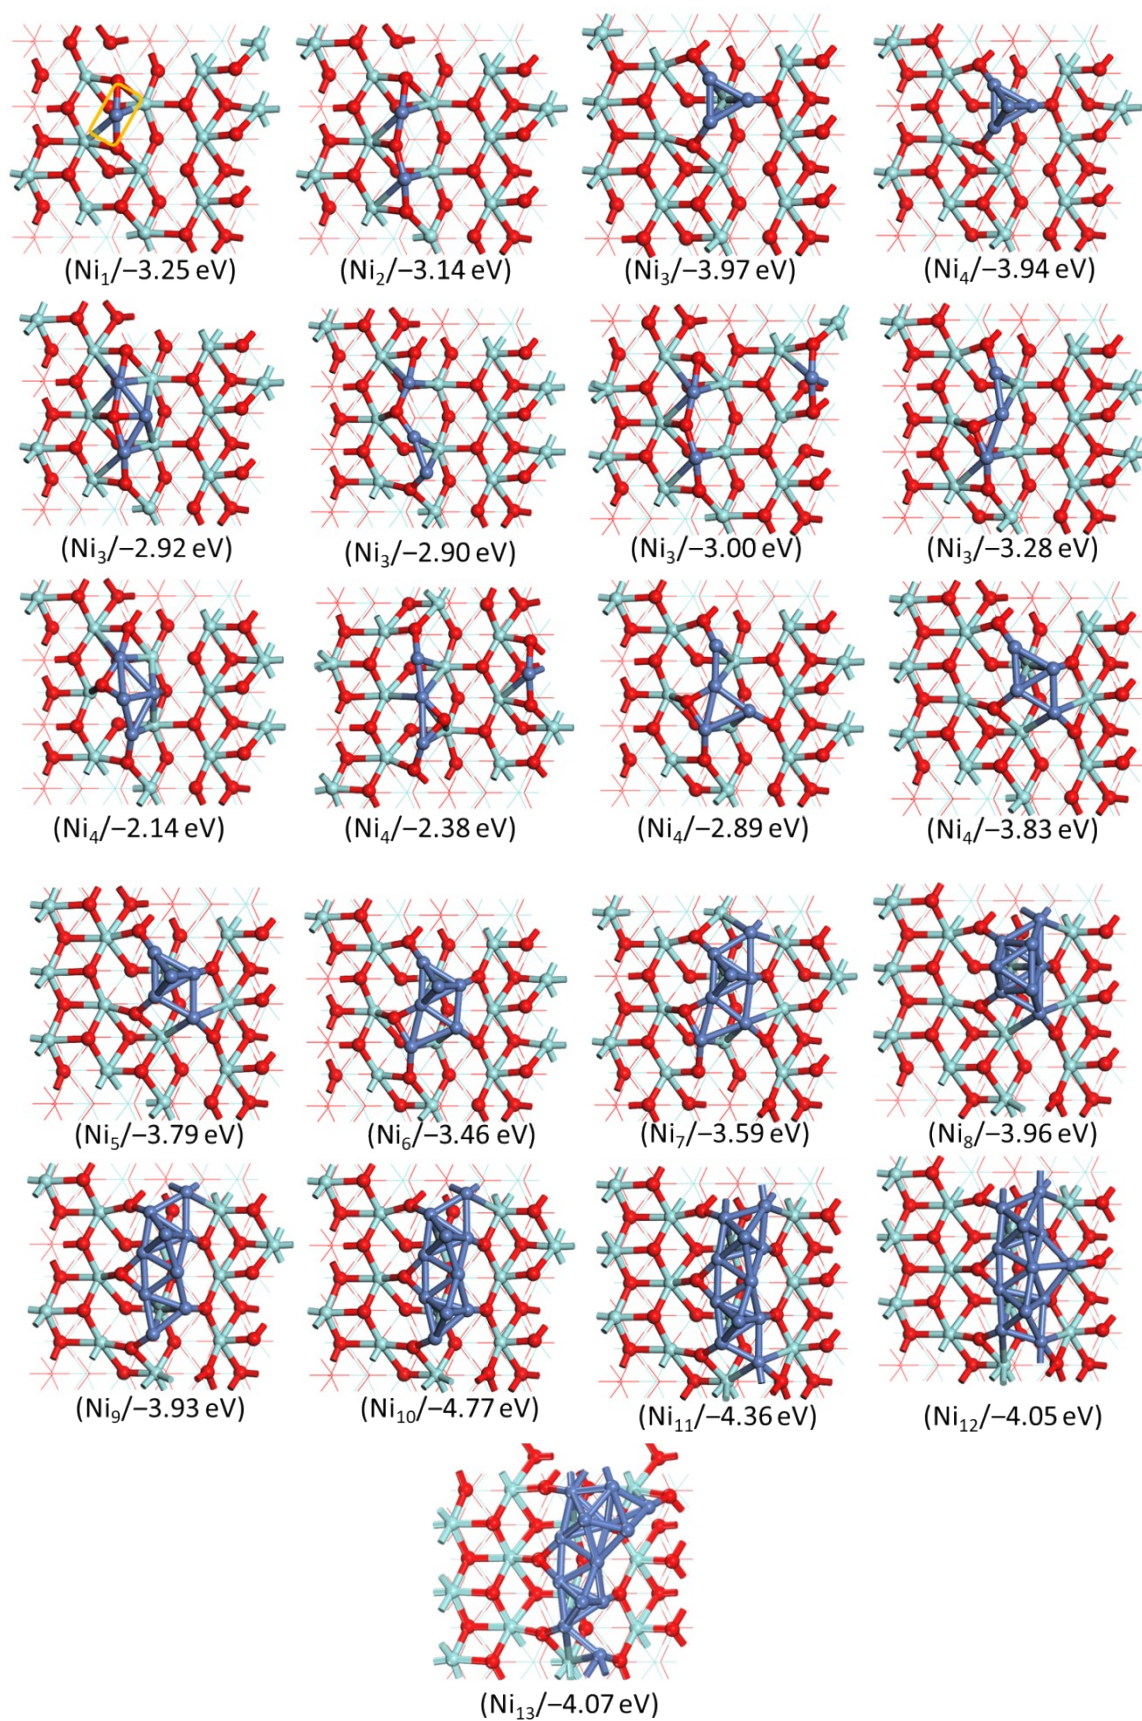 (Ni₁/−3.25 eV)
(Ni₂/−3.14 eV)
(Ni₃/−3.97 eV)
(Ni₄/−3.94 eV)
(Ni₃/−2.92 eV)
(Ni₃/−2.90 eV)
(Ni₃/−3.00 eV)
(Ni₃/−3.28 eV)
(Ni₄/−2.14 eV)
(Ni₄/−2.38 eV)
(Ni₄/−2.89 eV)
(Ni₄/−3.83 eV)
(Ni₅/−3.79 eV)
(Ni₆/−3.46 eV)
(Ni₇/−3.59 eV)
(Ni₈/−3.96 eV)
(Ni₉/−3.93 eV)
(Ni₁₀/−4.77 eV)
(Ni₁₁/−4.36 eV)
(Ni₁₂/−4.05 eV)
(Ni₁₃/−4.07 eV)